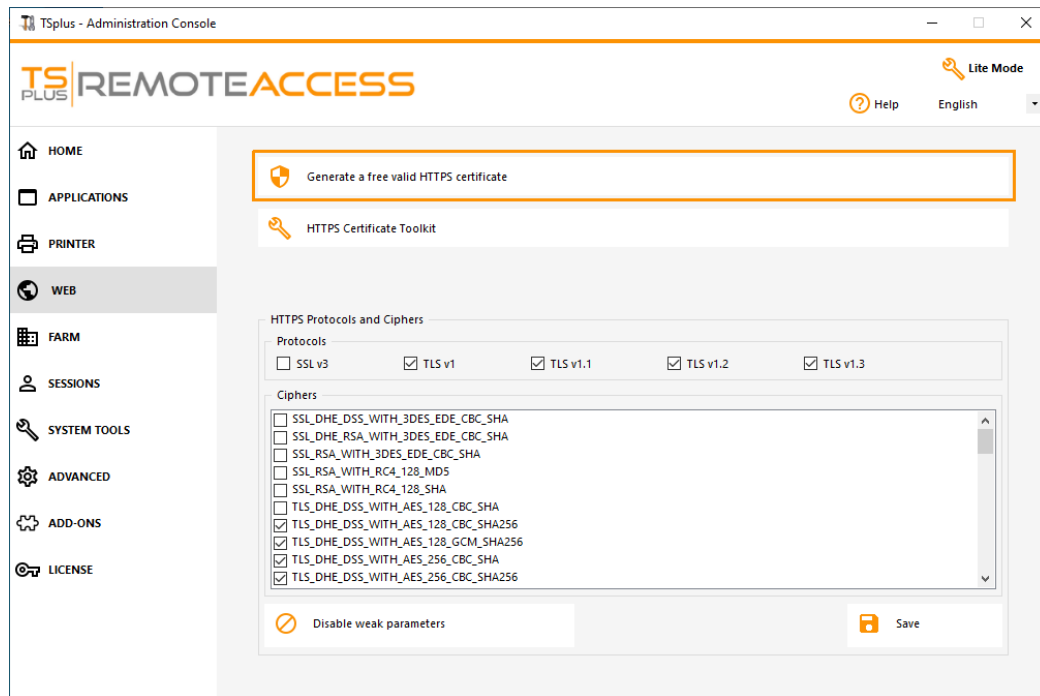 TSplus - Administration Console
TS PLUS REMOTEACCESS
Lite Mode
Help English
HOME
APPLICATIONS
PRINTER
WEB
FARM
SESSIONS
SYSTEM TOOLS
ADVANCED
ADD-ONS
LICENSE
Generate a free valid HTTPS certificate
HTTPS Certificate Toolkit
HTTPS Protocols and Ciphers
Protocols
SSL v3 TLS v1 TLS v1.1 TLS v1.2 TLS v1.3
Ciphers
SSL_DHE_DSS_WITH_3DES_EDE_CBC_SHA
SSL_DHE_RSA_WITH_3DES_EDE_CBC_SHA
SSL_RSA_WITH_3DES_EDE_CBC_SHA
SSL_RSA_WITH_RC4_128_MD5
SSL_RSA_WITH_RC4_128_SHA
TLS_DHE_DSS_WITH_AES_128_CBC_SHA
TLS_DHE_DSS_WITH_AES_128_CBC_SHA256
TLS_DHE_DSS_WITH_AES_128_GCM_SHA256
TLS_DHE_DSS_WITH_AES_256_CBC_SHA
TLS_DHE_DSS_WITH_AES_256_CBC_SHA256
Disable weak parameters
Save